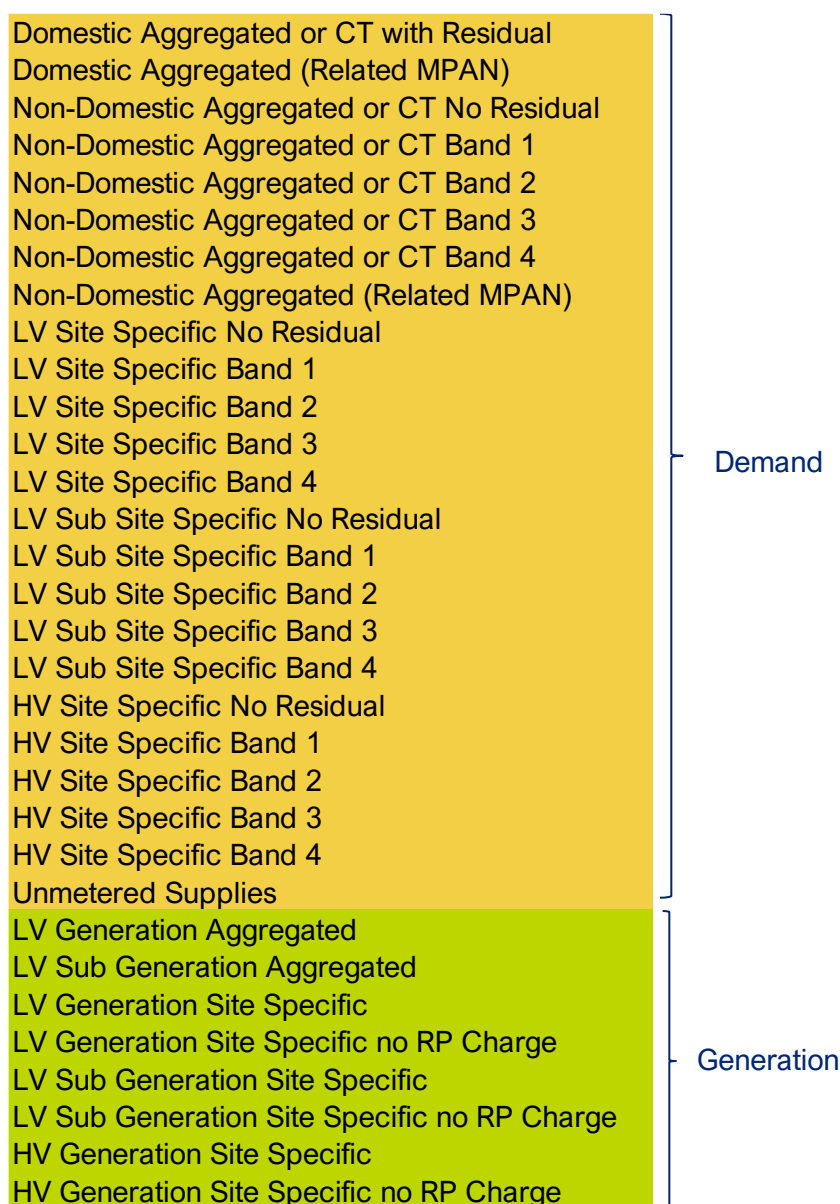 Domestic Aggregated or CT with Residual
Domestic Aggregated (Related MPAN)
Non-Domestic Aggregated or CT No Residual
Non-Domestic Aggregated or CT Band 1
Non-Domestic Aggregated or CT Band 2
Non-Domestic Aggregated or CT Band 3
Non-Domestic Aggregated or CT Band 4
Non-Domestic Aggregated (Related MPAN)
LV Site Specific No Residual
LV Site Specific Band 1
LV Site Specific Band 2
LV Site Specific Band 3
LV Site Specific Band 4
LV Sub Site Specific No Residual
LV Sub Site Specific Band 1
LV Sub Site Specific Band 2
LV Sub Site Specific Band 3
LV Sub Site Specific Band 4
HV Site Specific No Residual
HV Site Specific Band 1
HV Site Specific Band 2
HV Site Specific Band 3
HV Site Specific Band 4
Unmetered Supplies
Demand
LV Generation Aggregated
LV Sub Generation Aggregated
LV Generation Site Specific
LV Generation Site Specific no RP Charge
LV Sub Generation Site Specific
LV Sub Generation Site Specific no RP Charge
HV Generation Site Specific
HV Generation Site Specific no RP Charge
Generation